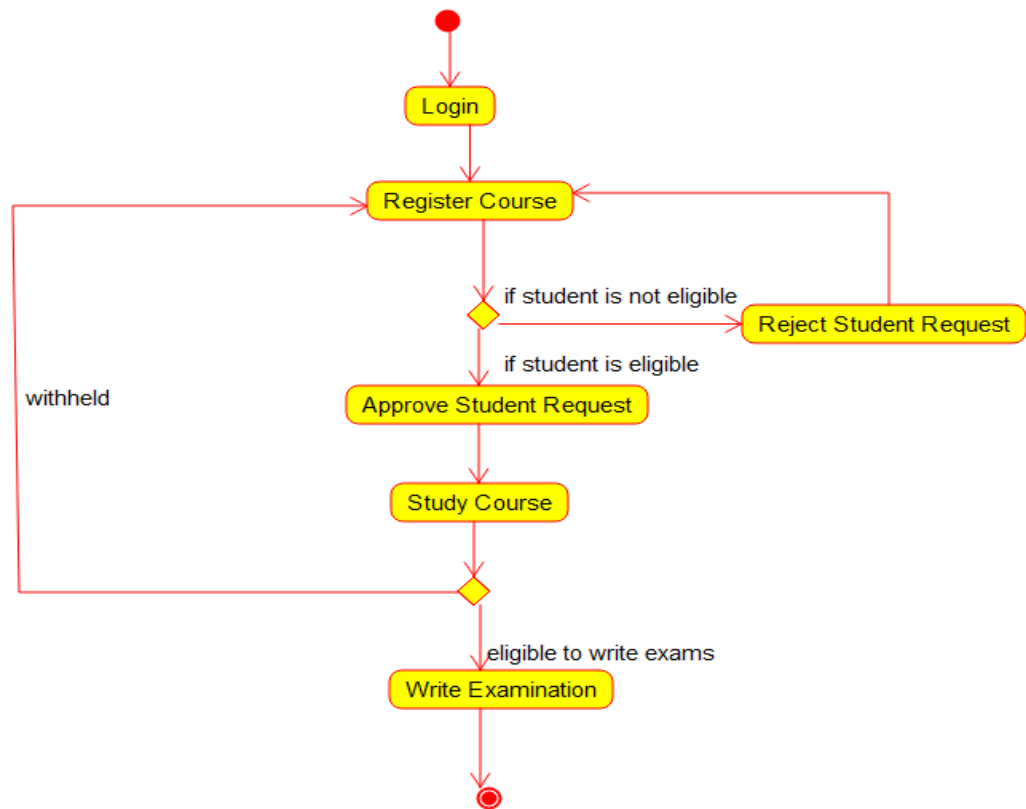 Login
Register Course
if student is not eligible
Reject Student Request
if student is eligible
withheld
Approve Student Request
Study Course
eligible to write exams
Write Examination